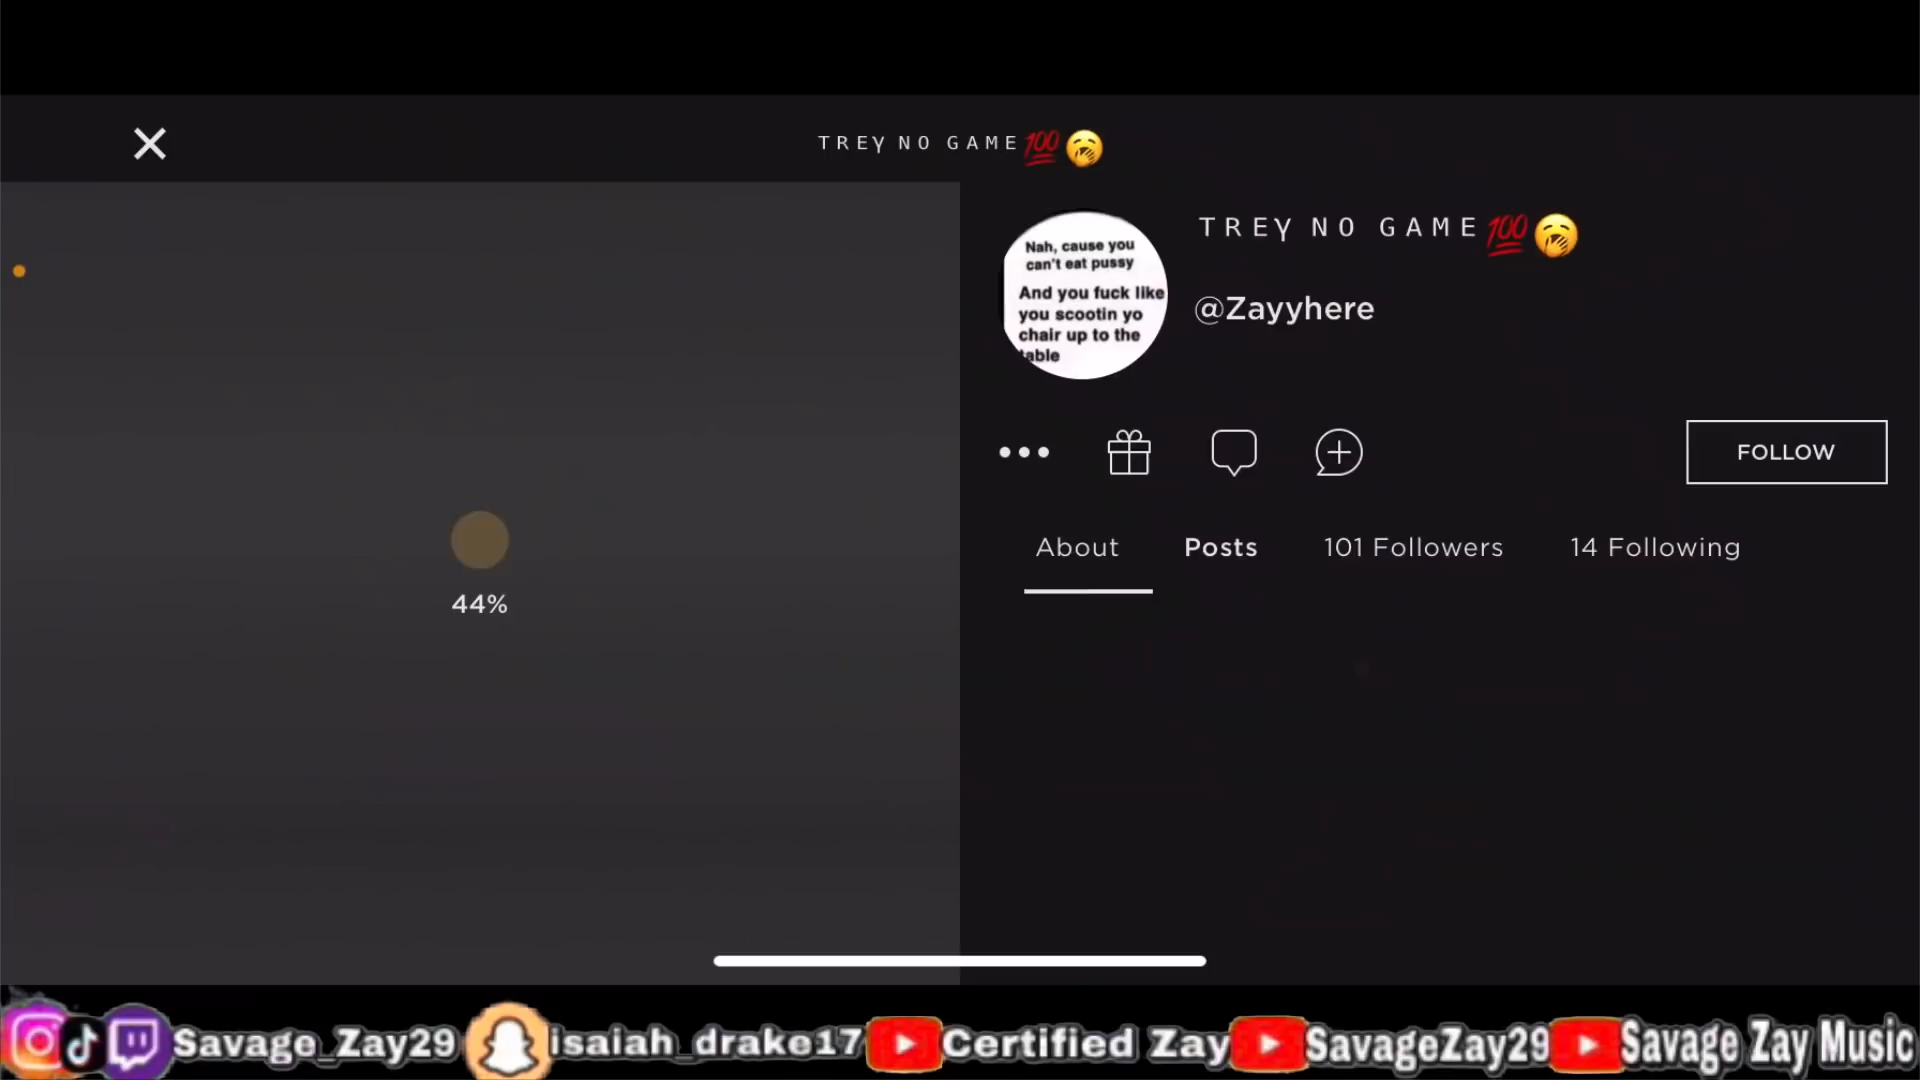 TREY NO GAME💯🥱
Nah, cause you
can't eat pussy
And you fuck like
you scootin yo
chair up to the
table
TREY NO GAME💯🥱
@Zayyhere
FOLLOW
About Posts 101 Followers 14 Following
44%
Savage_Zay29 isaiah_drake17 Certified Zay SavageZay29 Savage Zay Music